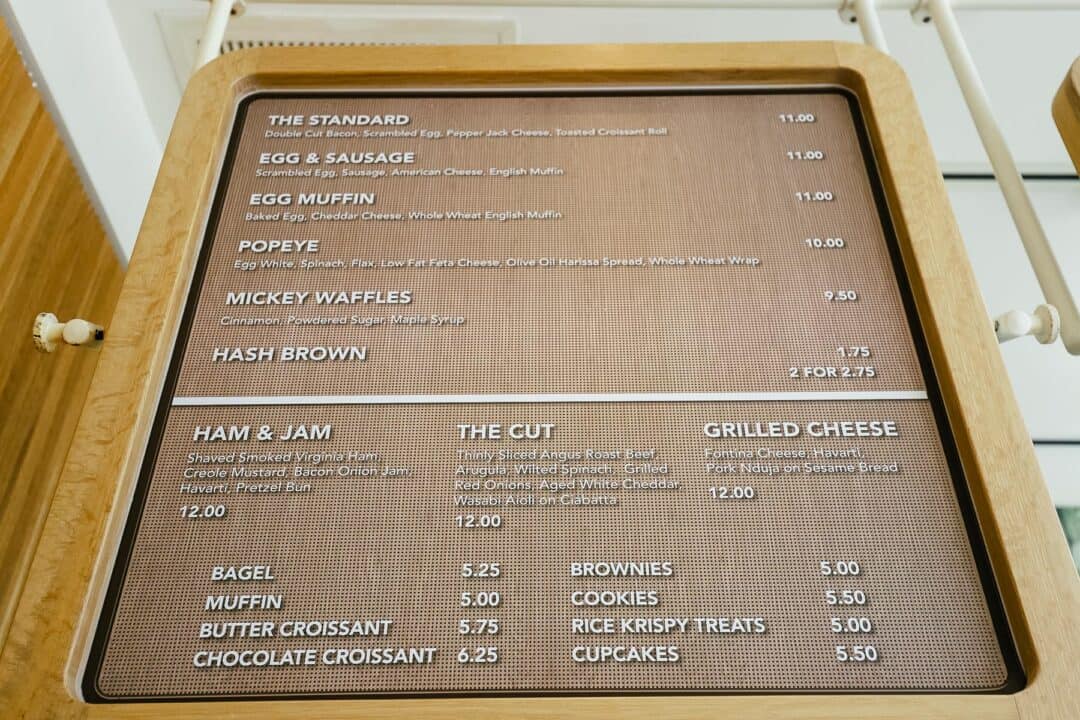 THE STANDARD 11.00
Double Cut Bacon, Scrambled Egg, Pepper Jack Cheese, Toasted Croissant Roll
EGG & SAUSAGE 11.00
Scrambled Egg, Sausage, American Cheese, English Muffin
EGG MUFFIN 11.00
Baked Egg, Cheddar Cheese, Whole Wheat English Muffin
POPEYE 10.00
Egg White, Spinach, Flax, Low Fat Feta Cheese, Olive Oil Harissa Spread, Whole Wheat Wrap
MICKEY WAFFLES 9.50
Cinnamon, Powdered Sugar, Maple Syrup
HASH BROWN 1.75
2 FOR 2.75
HAM & JAM
Shaved Smoked Virginia Ham,
Creole Mustard, Bacon Onion Jam,
Havarti, Pretzel Bun
12.00
THE CUT
Thinly Sliced Angus Roast Beef,
Arugula, Wilted Spinach, Grilled
Red Onions, Aged White Cheddar,
Wasabi Aioli on Ciabatta
12.00
GRILLED CHEESE
Fontina Cheese, Havarti,
Pork Nduja on Sesame Bread
12.00
BAGEL 5.25
MUFFIN 5.00
BUTTER CROISSANT 5.75
CHOCOLATE CROISSANT 6.25
BROWNIES 5.00
COOKIES 5.50
RICE KRISPY TREATS 5.00
CUPCAKES 5.50